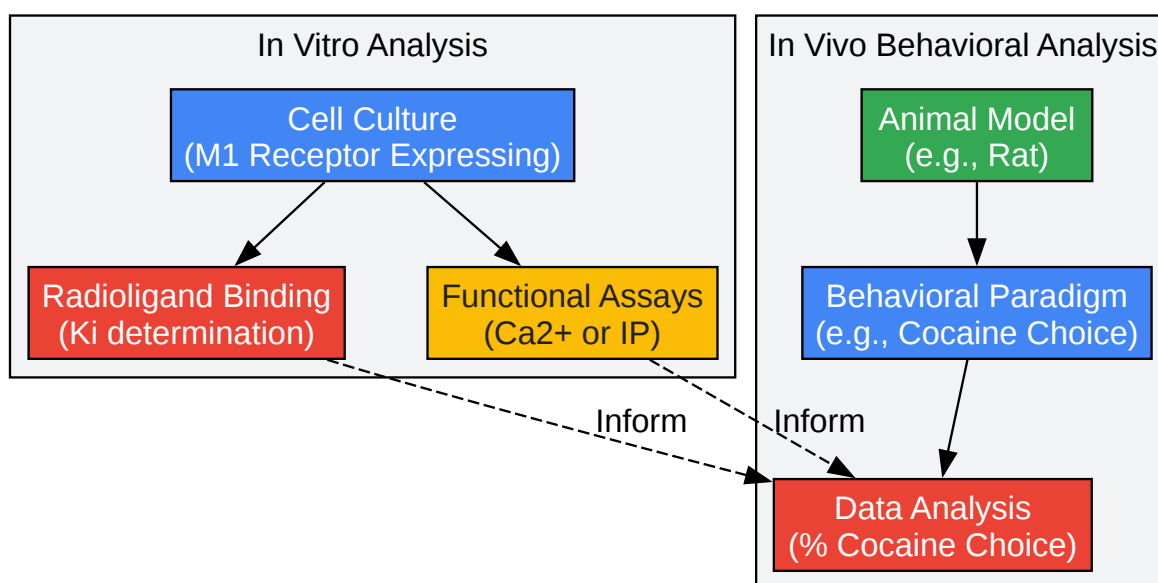 In Vitro Analysis
Cell Culture
(M1 Receptor Expressing)
Radioligand Binding
(Ki determination)
Functional Assays
(Ca2+ or IP)
In Vivo Behavioral Analysis
Animal Model
(e.g., Rat)
Behavioral Paradigm
(e.g., Cocaine Choice)
Inform
Inform
Data Analysis
(% Cocaine Choice)